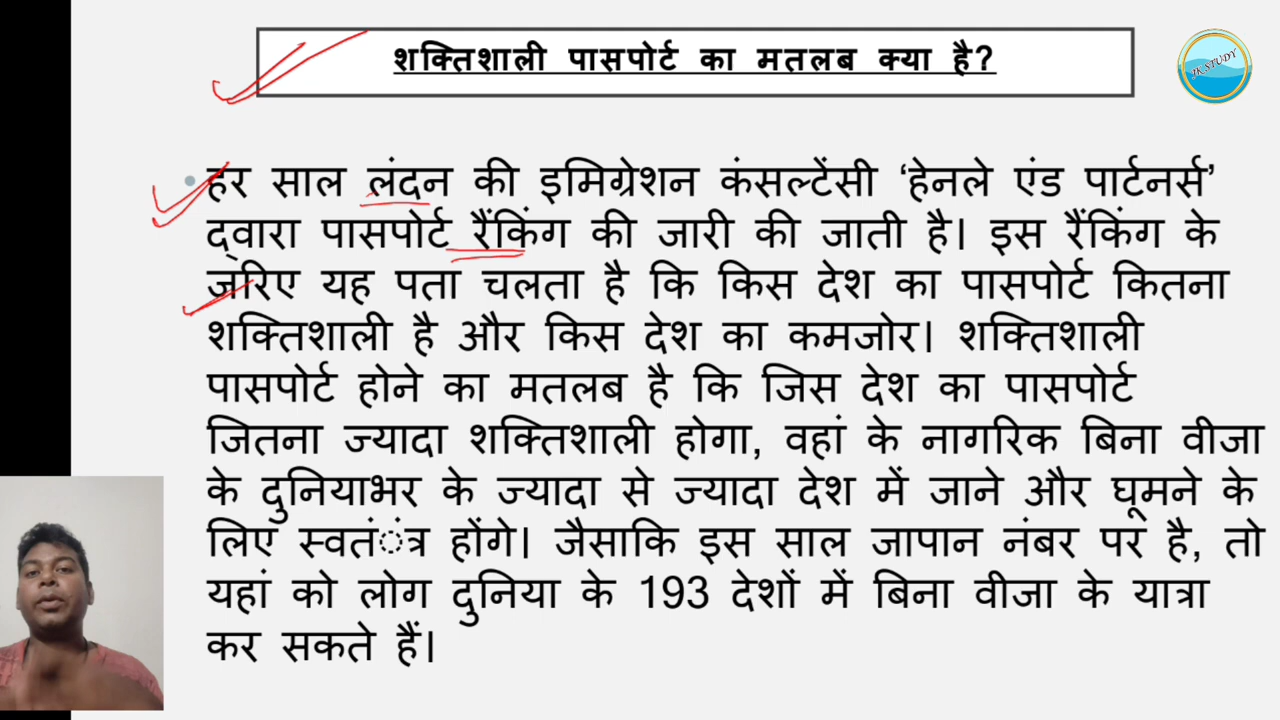 शक्तिशाली पासपोर्ट का मतलब क्या है?
JK STUDY
हर साल लंदन की इमिग्रेशन कंसल्टेंसी ‘हेनले एंड पार्टनर्स’
द्वारा पासपोर्ट रैंकिंग की जारी की जाती है। इस रैंकिंग के
जरिए यह पता चलता है कि किस देश का पासपोर्ट कितना
शक्तिशाली है और किस देश का कमजोर। शक्तिशाली
पासपोर्ट होने का मतलब है कि जिस देश का पासपोर्ट
जितना ज्यादा शक्तिशाली होगा, वहां के नागरिक बिना वीजा
के दुनियाभर के ज्यादा से ज्यादा देश में जाने और घूमने के
लिए स्वतंंत्र होंगे। जैसाकि इस साल जापान नंबर पर है, तो
यहां को लोग दुनिया के 193 देशों में बिना वीजा के यात्रा
कर सकते हैं।